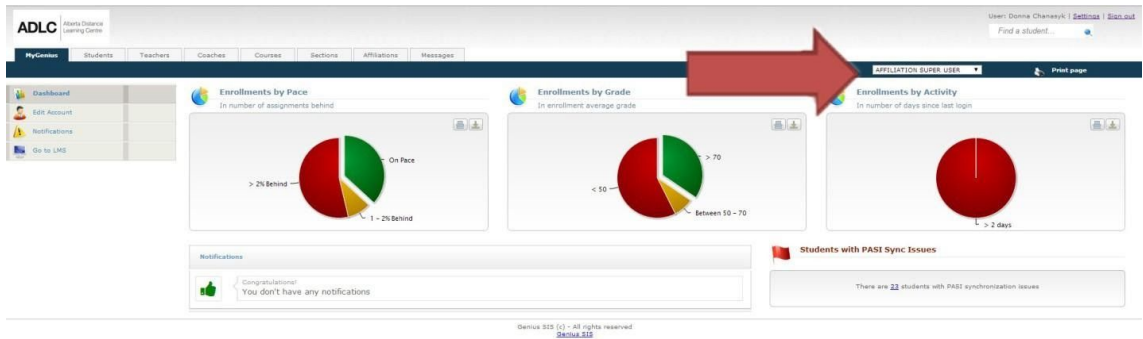 ADLC Alberta Distance
Learning Centre
User: Donna Chanasyk | Settings | Sign out
Find a student...
MyGenius Students Teachers Coaches Courses Sections Affiliations Messages
AFFILIATION SUPER USER
Print page
Dashboard
Edit Account
Notifications
Go to LMS
Enrollments by Pace
In number of assignments behind
On Pace
> 2% Behind
1 - 2% Behind
Enrollments by Grade
In enrollment average grade
> 70
< 50
Between 50 - 70
Enrollments by Activity
In number of days since last login
> 2 days
Notifications
Congratulations!
You don't have any notifications
Students with PASI Sync Issues
There are 23 students with PASI synchronization issues
Genius SIS (c) - All rights reserved
Genius SIS